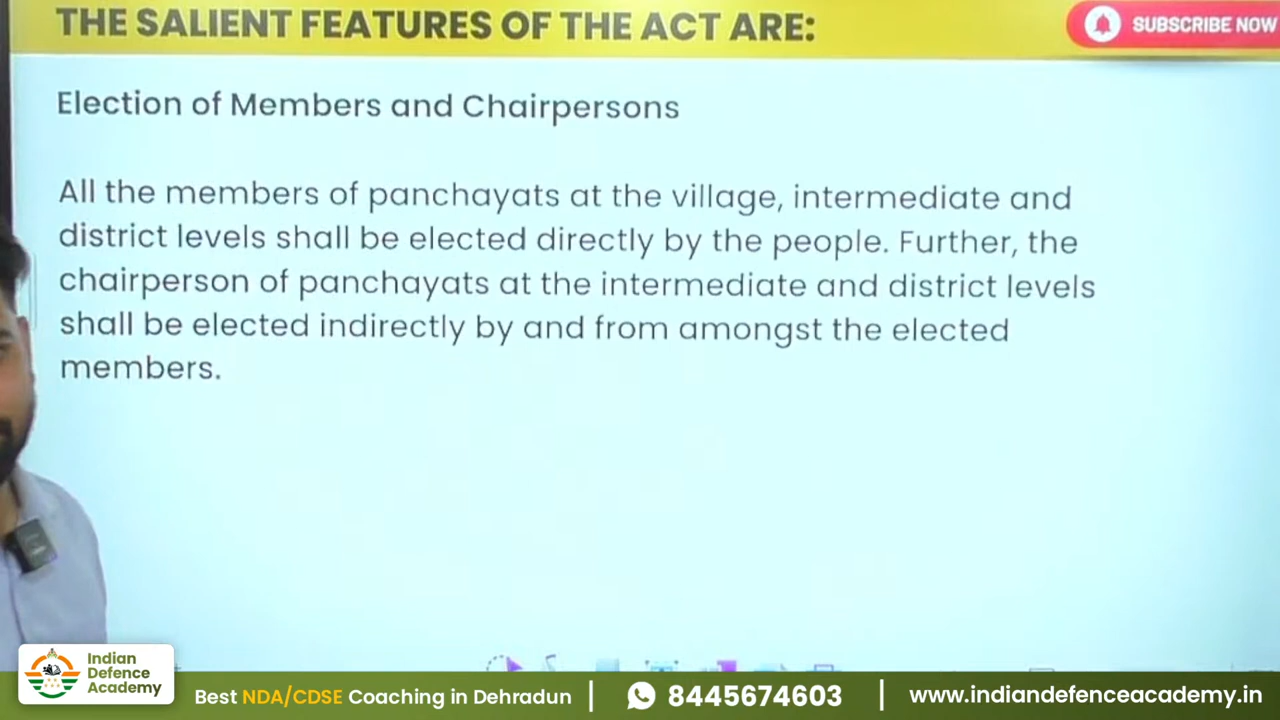 THE SALIENT FEATURES OF THE ACT ARE:
SUBSCRIBE NOW
Election of Members and Chairpersons
All the members of panchayats at the village, intermediate and
district levels shall be elected directly by the people. Further, the
chairperson of panchayats at the intermediate and district levels
shall be elected indirectly by and from amongst the elected
members.
Indian
Defence
Academy
Best NDA/CDSE Coaching in Dehradun | 8445674603 | www.indiandefenceacademy.in